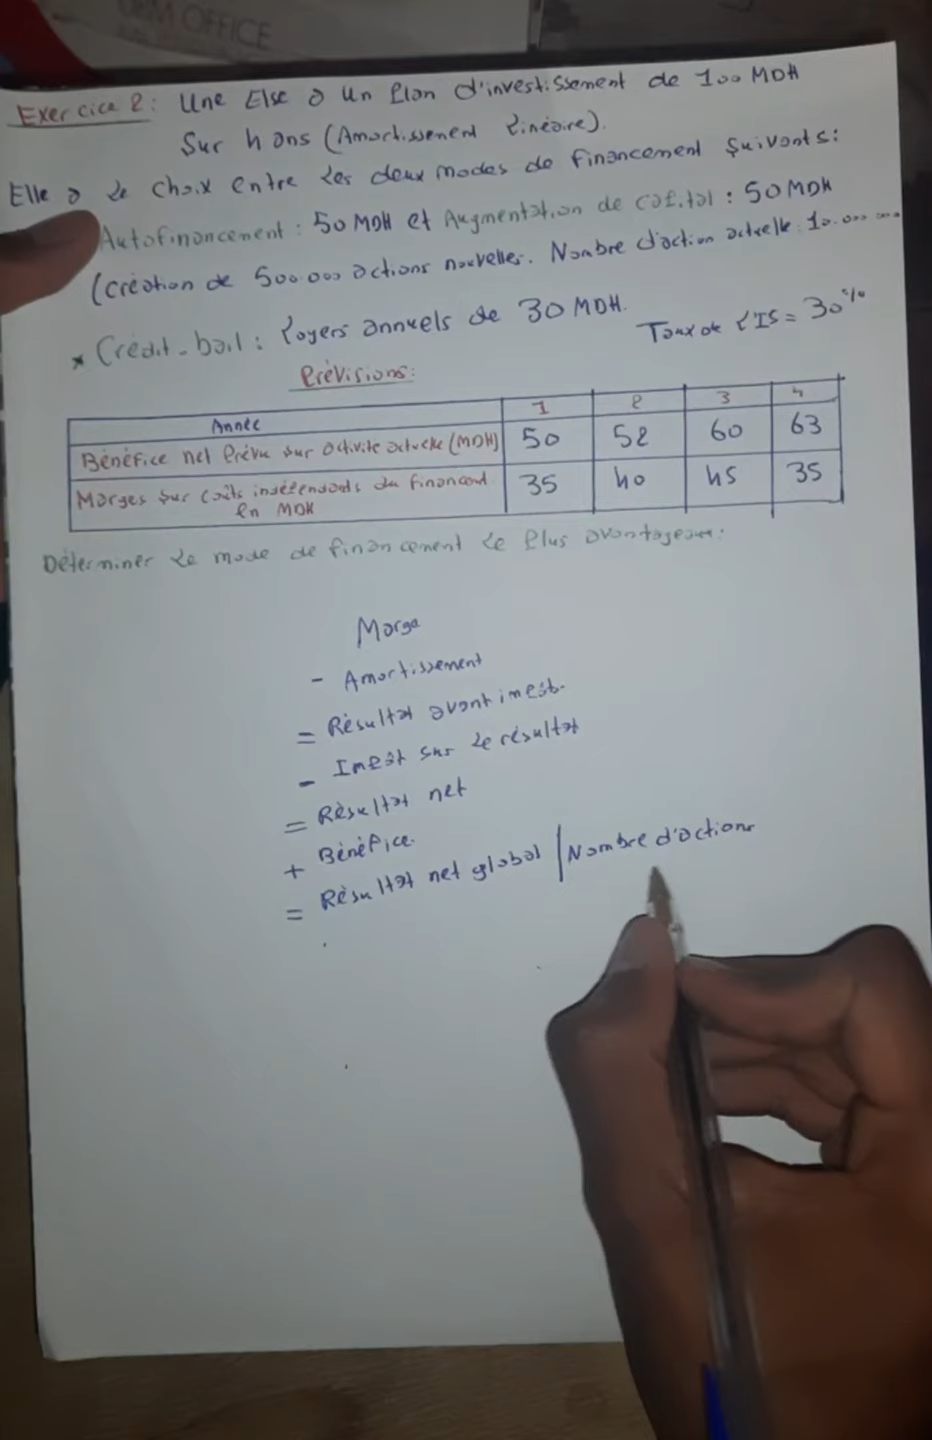 OFFICE
Exercice 2: Une Else a Un Plan d'investissement de 100 MDH
Sur 4 ans (Amortissement linéaire).
Elle a le choix entre les deux modes de financement suivants:
Autofinancement : 50 MDH et Augmentation de capital : 50 MDH
(création de 500.000 actions nouvelles. Nombre d'action actuelle: 10.000
* Crédit-bail : loyers annuels de 30 MDH. Taux de l'IS = 30%
Prévisions:
Année 1 2 3 4
Bénéfice net Prévu sur activité actuelle (MDH) 50 52 60 63
Marges sur coûts indépendants du financement en MDH 35 40 45 35
Déterminer le mode de financement le plus avantageux:
Marge
- Amortissement
= Résultat avant impôt.
- Impôt sur le résultat
= Résultat net
+ Bénéfice.
= Résultat net global / Nombre d'actions